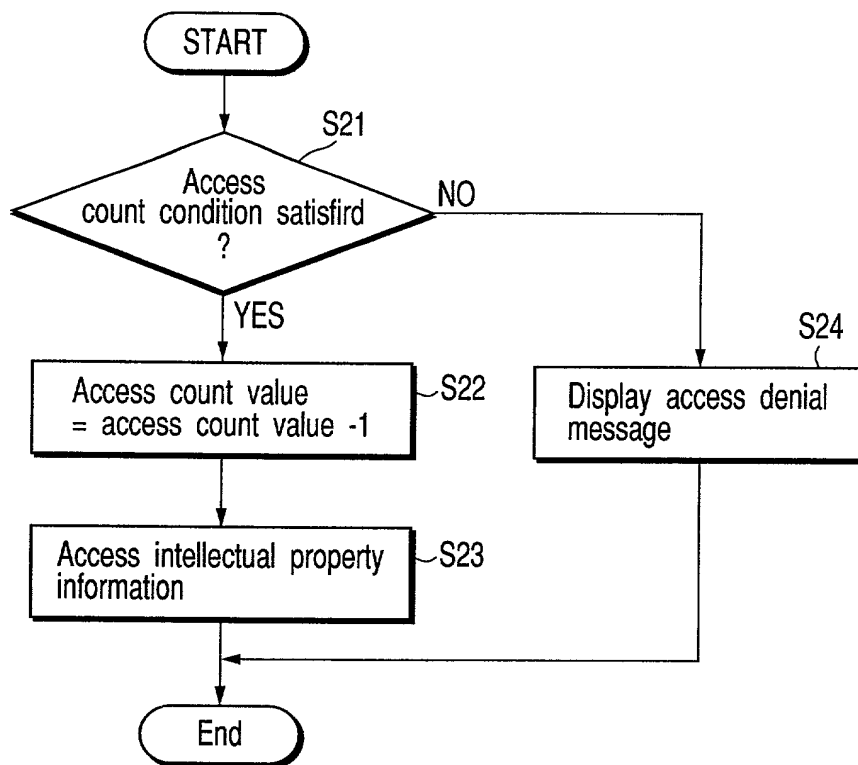 START
S21
Access
count condition satisfird
?
NO
YES
S24
Access count value
= access count value -1
S22
Display access denial
message
Access intellectual property
information
S23
End